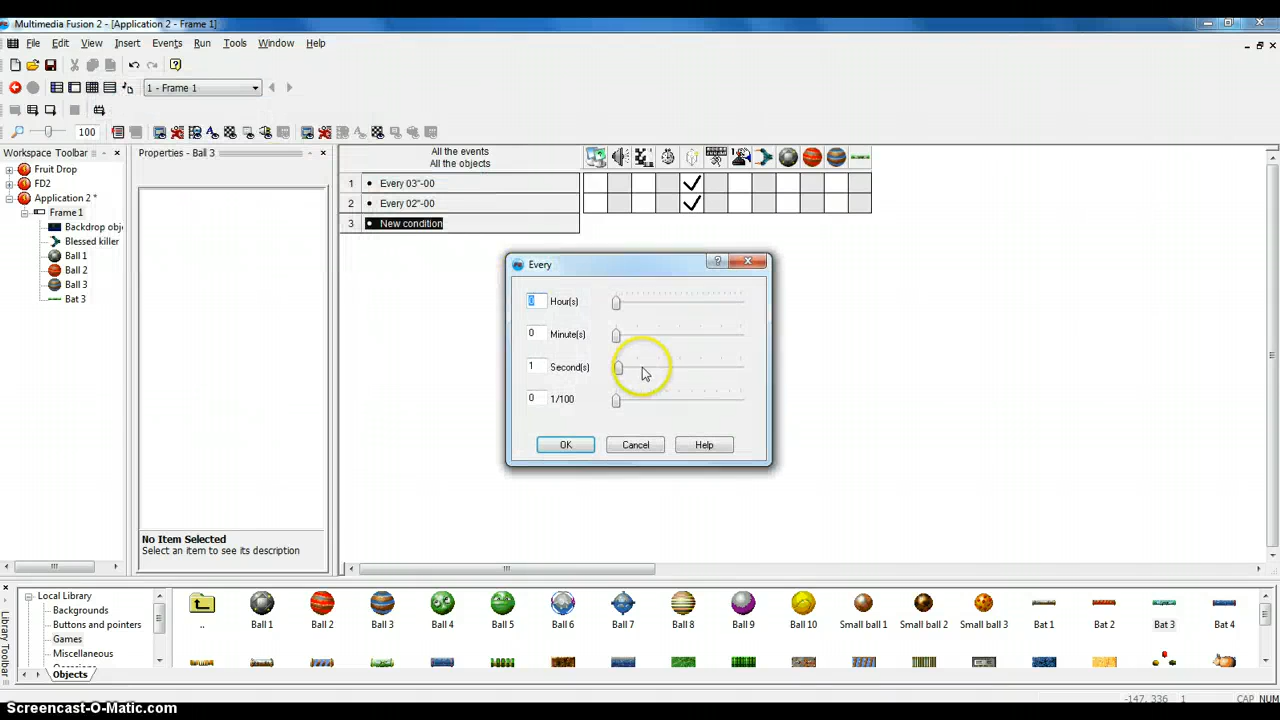 Multimedia Fusion 2 - [Application 2 - Frame 1]
File Edit View Insert Events Run Tools Window Help
1 - Frame 1
100
Workspace Toolbar
Properties - Ball 3
All the events
All the objects
Fruit Drop
FD2
Application 2 *
Frame 1
Backdrop obj
Blessed killer
Ball 1
Ball 2
Ball 3
Bat 3
1 • Every 03"-00
2 • Every 02"-00
3 • New condition
Every
0 Hour(s)
0 Minute(s)
1 Second(s)
0 1/100
OK Cancel Help
No Item Selected
Select an item to see its description
Library Toolbar
Local Library
Backgrounds
Buttons and pointers
Games
Miscellaneous
Objects
.. Ball 1 Ball 2 Ball 3 Ball 4 Ball 5 Ball 6 Ball 7 Ball 8 Ball 9 Ball 10 Small ball 1 Small ball 2 Small ball 3 Bat 1 Bat 2 Bat 3 Bat 4
-147, 336 1 CAP NUM
Screencast-O-Matic.com